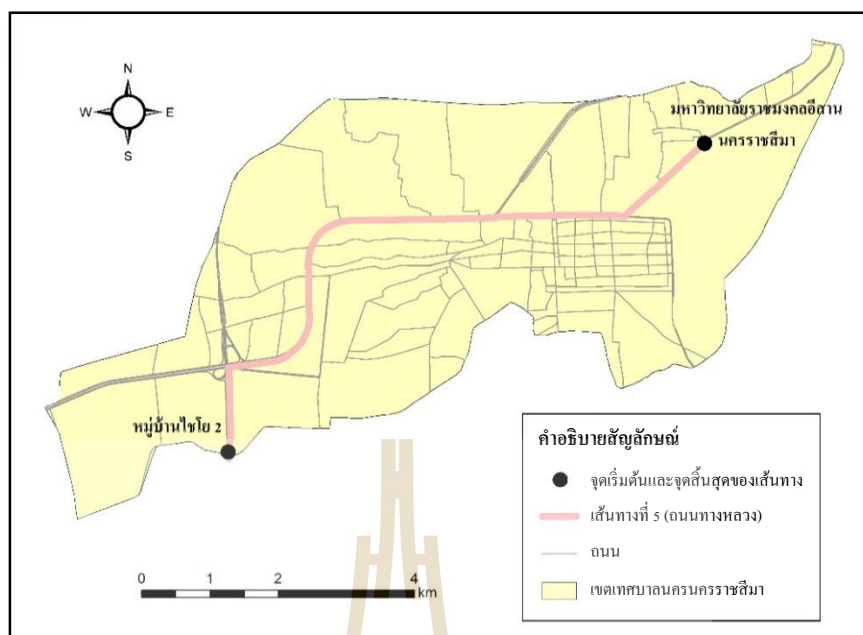 N
W E
S
มหาวิทยาลัยราชมงคลอีสาน
นครราชสีมา
หมู่บ้านไชโย 2
คำอธิบายสัญลักษณ์
จุดเริ่มต้นและจุดสิ้นสุดของเส้นทาง
เส้นทางที่ 5 (ถนนทางหลวง)
ถนน
เขตเทศบาลนครนครราชสีมา
0 1 2 4
km